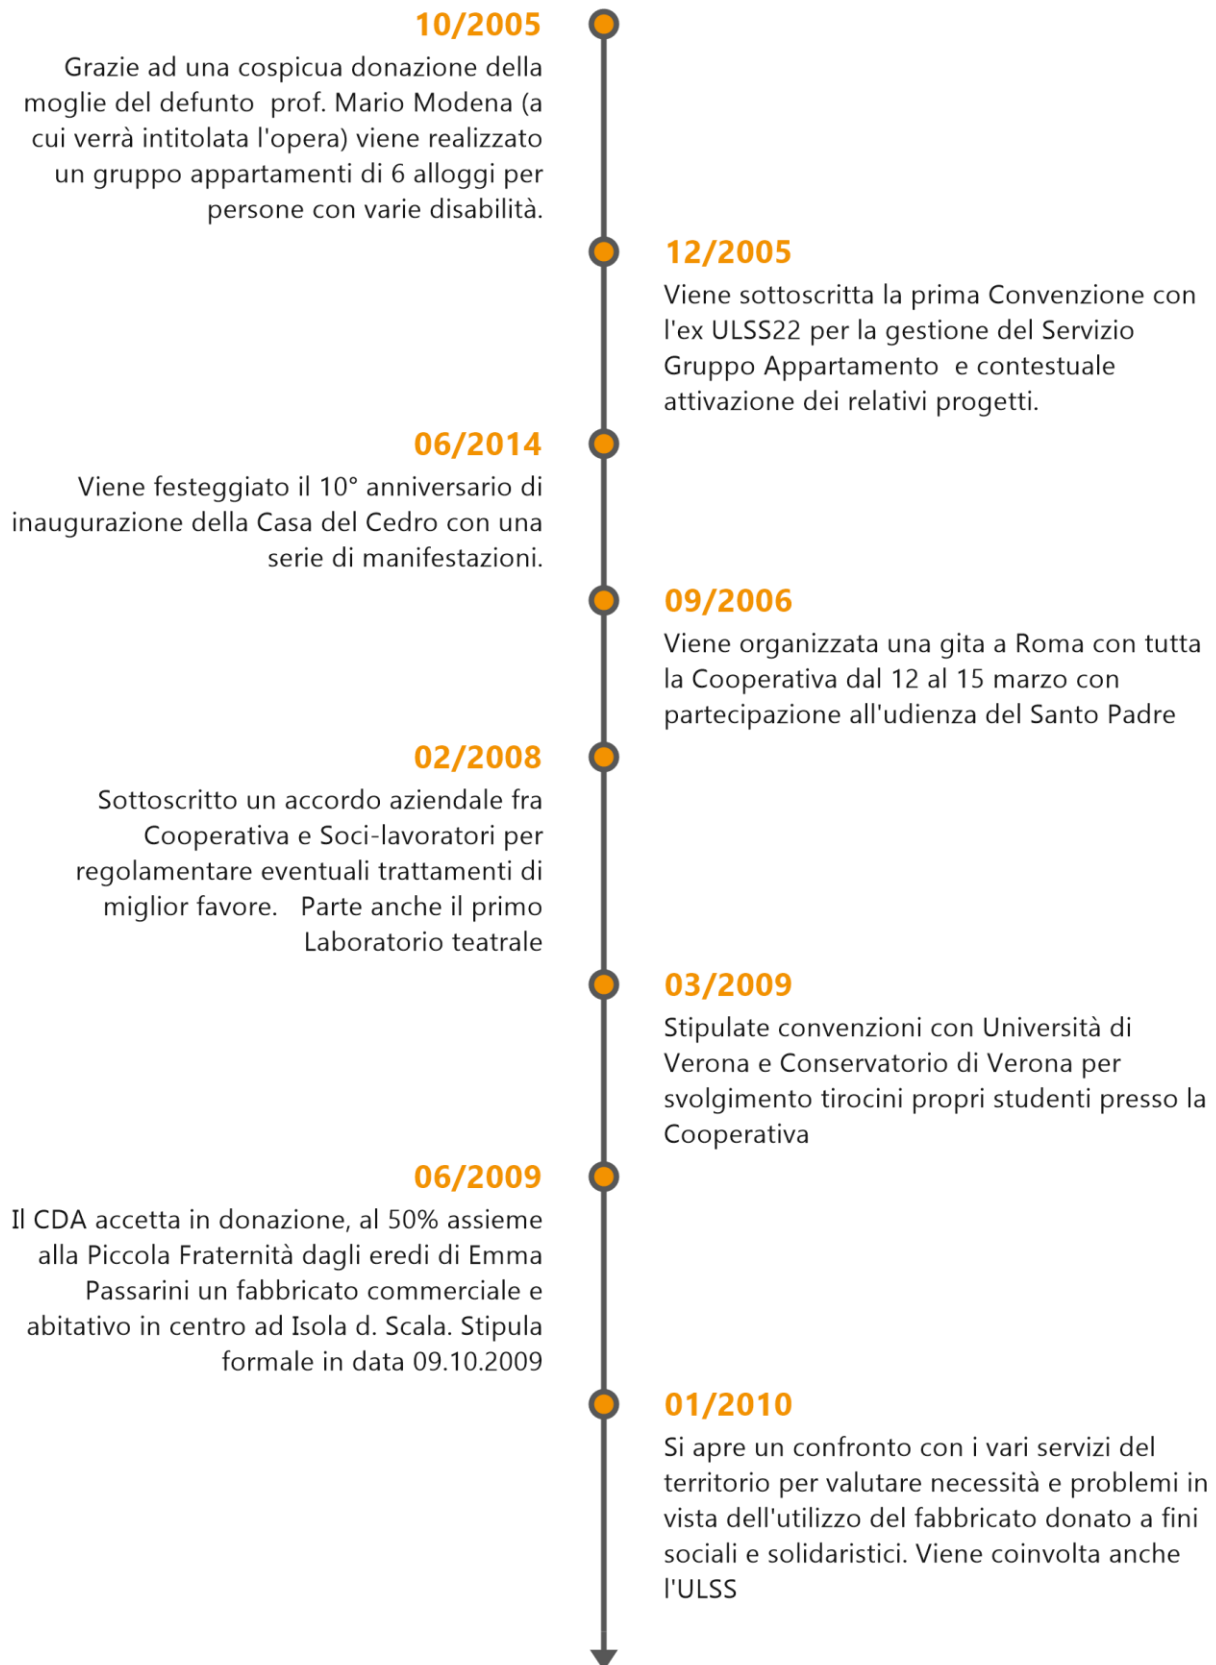 10/2005
Grazie ad una cospicua donazione della
moglie del defunto  prof. Mario Modena (a
cui verrà intitolata l'opera) viene realizzato
un gruppo appartamenti di 6 alloggi per
persone con varie disabilità.
12/2005
Viene sottoscritta la prima Convenzione con
l'ex ULSS22 per la gestione del Servizio
Gruppo Appartamento  e contestuale
attivazione dei relativi progetti.
06/2014
Viene festeggiato il 10° anniversario di
inaugurazione della Casa del Cedro con una
serie di manifestazioni.
09/2006
Viene organizzata una gita a Roma con tutta
la Cooperativa dal 12 al 15 marzo con
partecipazione all'udienza del Santo Padre
02/2008
Sottoscritto un accordo aziendale fra
Cooperativa e Soci-lavoratori per
regolamentare eventuali trattamenti di
miglior favore.   Parte anche il primo
Laboratorio teatrale
03/2009
Stipulate convenzioni con Università di
Verona e Conservatorio di Verona per
svolgimento tirocini propri studenti presso la
Cooperativa
06/2009
Il CDA accetta in donazione, al 50% assieme
alla Piccola Fraternità dagli eredi di Emma
Passarini un fabbricato commerciale e
abitativo in centro ad Isola d. Scala. Stipula
formale in data 09.10.2009
01/2010
Si apre un confronto con i vari servizi del
territorio per valutare necessità e problemi in
vista dell'utilizzo del fabbricato donato a fini
sociali e solidaristici. Viene coinvolta anche
l'ULSS